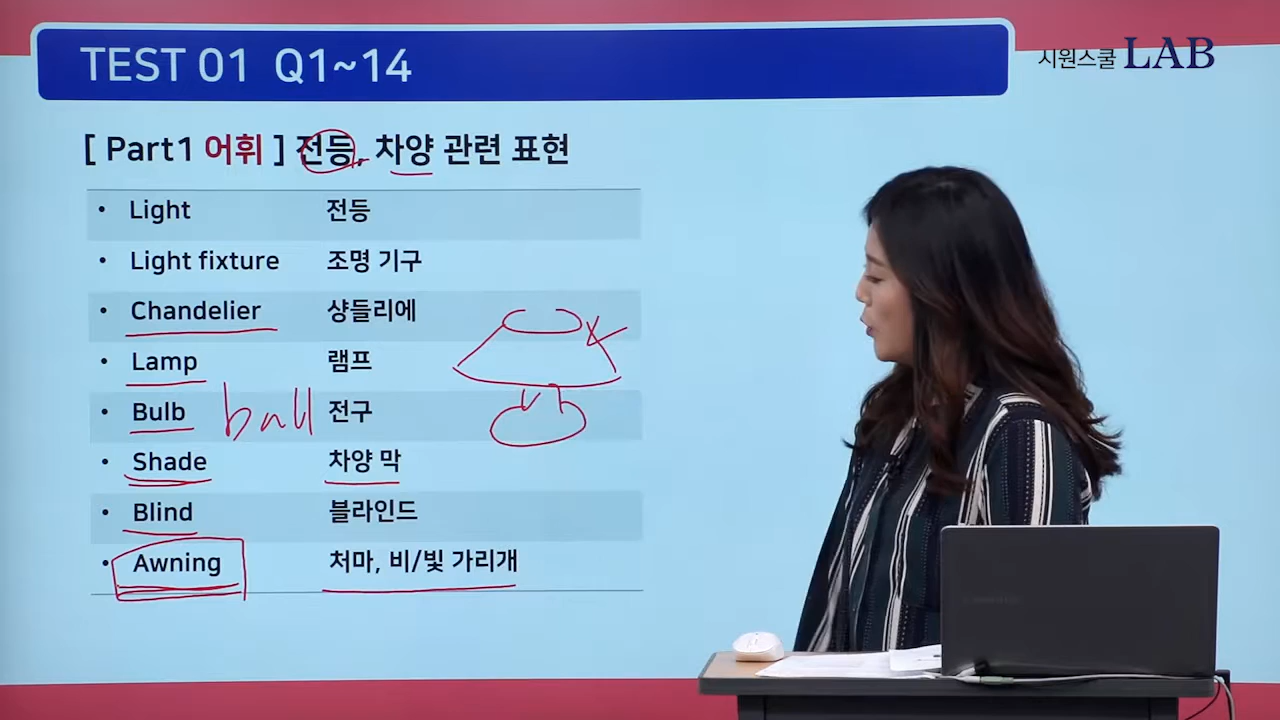 TEST 01 Q1~14
시원스쿨 LAB
[ Part1 어휘 ] 전등, 차양 관련 표현
• Light 전등
• Light fixture 조명 기구
• Chandelier 샹들리에
• Lamp 램프
• Bulb ball 전구
• Shade 차양 막
• Blind 블라인드
• Awning 처마, 비/빛 가리개